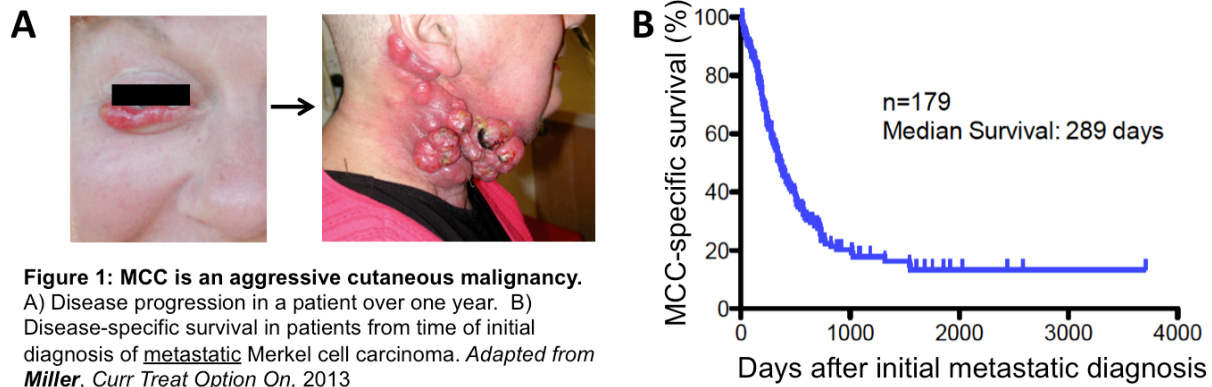 A
B
MCC-specific survival (%)
100
80
60
40
20
0
n=179
Median Survival: 289 days
0 1000 2000 3000 4000
Days after initial metastatic diagnosis
Figure 1: MCC is an aggressive cutaneous malignancy.
A) Disease progression in a patient over one year. B)
Disease-specific survival in patients from time of initial
diagnosis of metastatic Merkel cell carcinoma. Adapted from
Miller, Curr Treat Option On, 2013